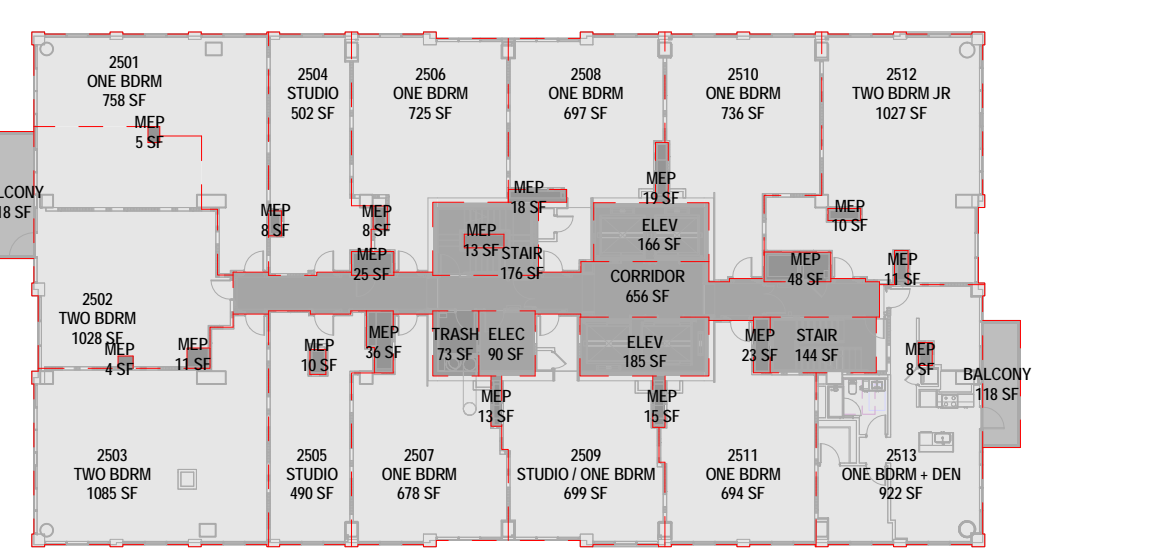 2501
ONE BDRM
758 SF
2504
STUDIO
502 SF
2506
ONE BDRM
725 SF
2508
ONE BDRM
697 SF
2510
ONE BDRM
736 SF
2512
TWO BDRM JR
1027 SF
MEP
5 SF
LCONY
18 SF
MEP
8 SF
MEP
8 SF
MEP
18 SF
MEP
19 SF
MEP
10 SF
MEP
13 SF
STAIR
176 SF
ELEV
166 SF
MEP
25 SF
CORRIDOR
656 SF
MEP
48 SF
MEP
11 SF
2502
TWO BDRM
1028 SF
MEP
4 SF
MEP
11 SF
MEP
10 SF
MEP
36 SF
TRASH
73 SF
ELEC
90 SF
ELEV
185 SF
MEP
23 SF
STAIR
144 SF
MEP
8 SF
BALCONY
118 SF
MEP
13 SF
MEP
15 SF
2503
TWO BDRM
1085 SF
2505
STUDIO
490 SF
2507
ONE BDRM
678 SF
2509
STUDIO / ONE BDRM
699 SF
2511
ONE BDRM
694 SF
2513
ONE BDRM + DEN
922 SF